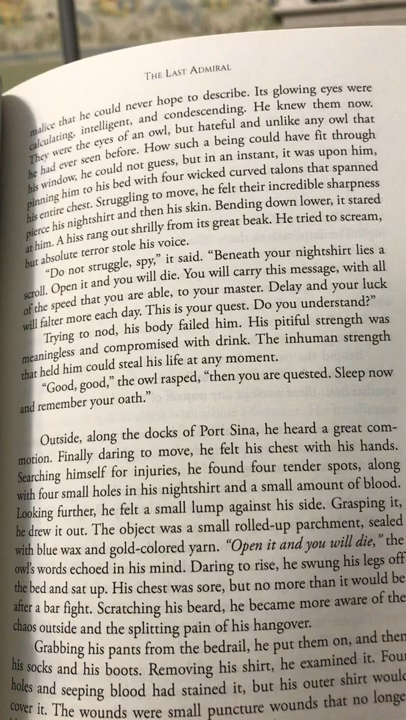 THE LAST ADMIRAL
malice that he could never hope to describe. Its glowing eyes were
calculating, intelligent, and condescending. He knew them now.
They were the eyes of an owl, but hateful and unlike any owl that
he had ever seen before. How such a being could have fit through
his window, he could not guess, but in an instant, it was upon him,
pinning him to his bed with four wicked curved talons that spanned
his entire chest. Struggling to move, he felt their incredible sharpness
pierce his nightshirt and then his skin. Bending down lower, it stared
at him. A hiss rang out shrilly from its great beak. He tried to scream,
but absolute terror stole his voice.
“Do not struggle, spy,” it said. “Beneath your nightshirt lies a
scroll. Open it and you will die. You will carry this message, with all
of the speed that you are able, to your master. Delay and your luck
will falter more each day. This is your quest. Do you understand?”
Trying to nod, his body failed him. His pitiful strength was
meaningless and compromised with drink. The inhuman strength
that held him could steal his life at any moment.
“Good, good,” the owl rasped, “then you are quested. Sleep now
and remember your oath.”
Outside, along the docks of Port Sina, he heard a great com-
motion. Finally daring to move, he felt his chest with his hands.
Searching himself for injuries, he found four tender spots, along
with four small holes in his nightshirt and a small amount of blood.
Looking further, he felt a small lump against his side. Grasping it,
he drew it out. The object was a small rolled-up parchment, sealed
with blue wax and gold-colored yarn. “Open it and you will die,” the
owl’s words echoed in his mind. Daring to rise, he swung his legs off
the bed and sat up. His chest was sore, but no more than it would be
after a bar fight. Scratching his beard, he became more aware of the
chaos outside and the splitting pain of his hangover.
Grabbing his pants from the bedrail, he put them on, and then
his socks and his boots. Removing his shirt, he examined it. Four
holes and seeping blood had stained it, but his outer shirt would
cover it. The wounds were small puncture wounds that no longe